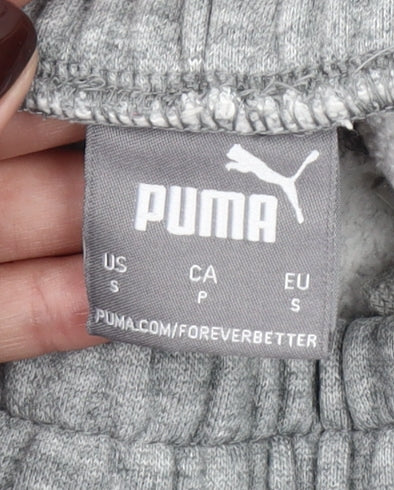 PUMA
US CA EU
S P S
PUMA.COM/FOREVERBETTER